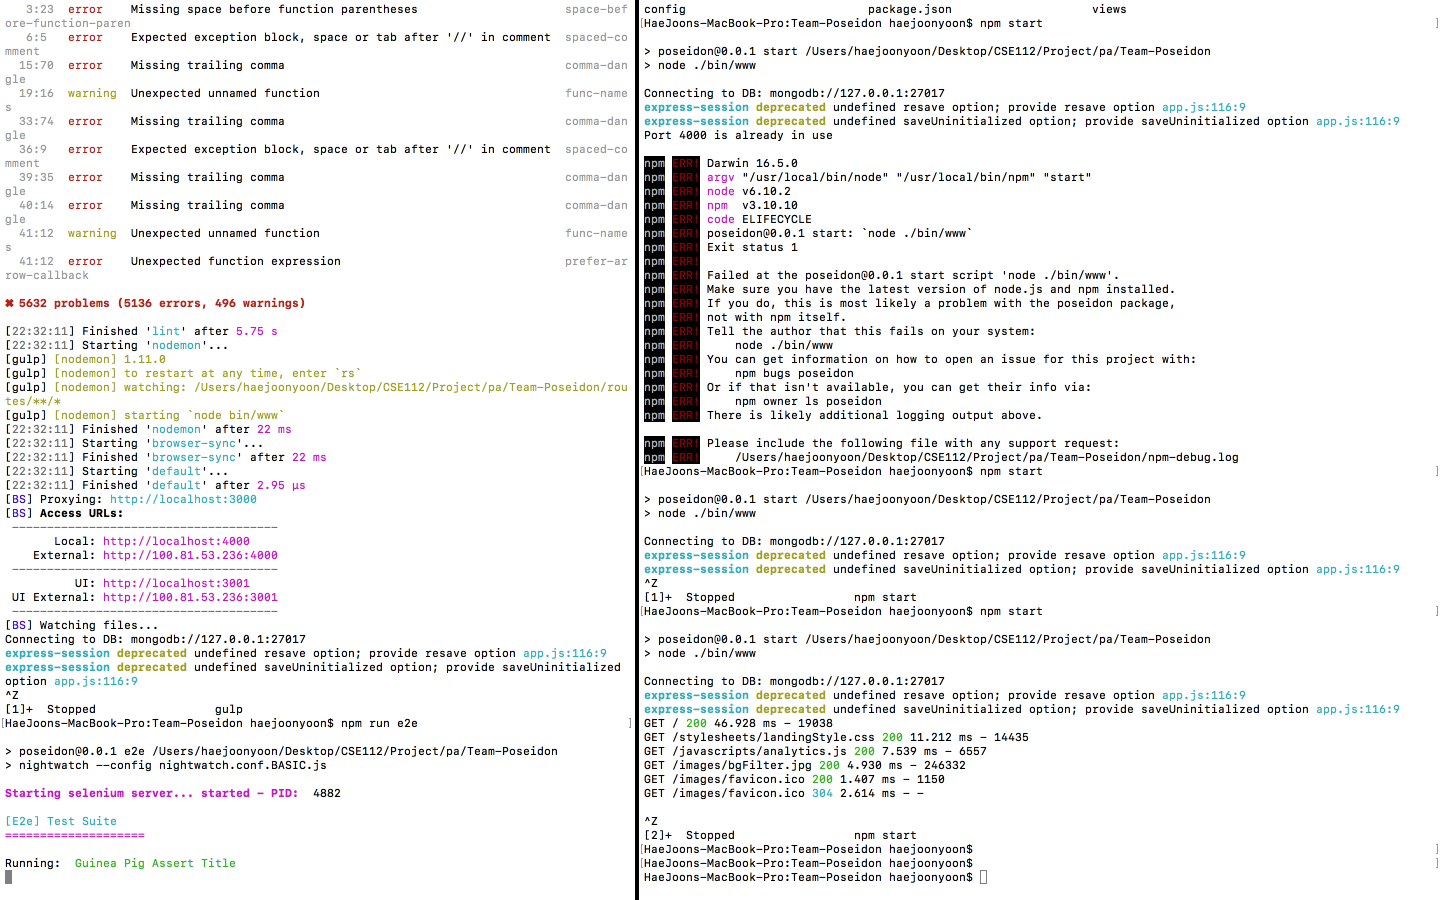 3:23  error    Missing space before function parentheses                     space-bef
ore-function-paren
6:5   error    Expected exception block, space or tab after '//' in comment  spaced-co
mment
15:70  error    Missing trailing comma                                        comma-dan
gle
19:16  warning  Unexpected unnamed function                                   func-name
s
33:74  error    Missing trailing comma                                        comma-dan
gle
36:9   error    Expected exception block, space or tab after '//' in comment  spaced-co
mment
39:35  error    Missing trailing comma                                        comma-dan
gle
40:14  error    Missing trailing comma                                        comma-dan
gle
41:12  warning  Unexpected unnamed function                                   func-name
s
41:12  error    Unexpected function expression                                prefer-ar
row-callback
✖ 5632 problems (5136 errors, 496 warnings)
[22:32:11] Finished 'lint' after 5.75 s
[22:32:11] Starting 'nodemon'...
[gulp] [nodemon] 1.11.0
[gulp] [nodemon] to restart at any time, enter `rs`
[gulp] [nodemon] watching: /Users/haejoonyoon/Desktop/CSE112/Project/pa/Team-Poseidon/rou
tes/**/*
[gulp] [nodemon] starting `node bin/www`
[22:32:11] Finished 'nodemon' after 22 ms
[22:32:11] Starting 'browser-sync'...
[22:32:11] Finished 'browser-sync' after 22 ms
[22:32:11] Starting 'default'...
[22:32:11] Finished 'default' after 2.95 μs
[BS] Proxying: http://localhost:3000
[BS] Access URLs:
--------------------------------------
Local: http://localhost:4000
External: http://100.81.53.236:4000
--------------------------------------
UI: http://localhost:3001
UI External: http://100.81.53.236:3001
--------------------------------------
[BS] Watching files...
Connecting to DB: mongodb://127.0.0.1:27017
express-session deprecated undefined resave option; provide resave option app.js:116:9
express-session deprecated undefined saveUninitialized option; provide saveUninitialized
option app.js:116:9
^Z
[1]+  Stopped                 gulp
[HaeJoons-MacBook-Pro:Team-Poseidon haejoonyoon$ npm run e2e ]
> poseidon@0.0.1 e2e /Users/haejoonyoon/Desktop/CSE112/Project/pa/Team-Poseidon
> nightwatch --config nightwatch.conf.BASIC.js
Starting selenium server... started - PID:  4882
[E2e] Test Suite
====================
Running:  Guinea Pig Assert Title
config                          package.json                    views
[HaeJoons-MacBook-Pro:Team-Poseidon haejoonyoon$ npm start ]
> poseidon@0.0.1 start /Users/haejoonyoon/Desktop/CSE112/Project/pa/Team-Poseidon
> node ./bin/www
Connecting to DB: mongodb://127.0.0.1:27017
express-session deprecated undefined resave option; provide resave option app.js:116:9
express-session deprecated undefined saveUninitialized option; provide saveUninitialized option app.js:116:9
Port 4000 is already in use
npm ERR! Darwin 16.5.0
npm ERR! argv "/usr/local/bin/node" "/usr/local/bin/npm" "start"
npm ERR! node v6.10.2
npm ERR! npm  v3.10.10
npm ERR! code ELIFECYCLE
npm ERR! poseidon@0.0.1 start: `node ./bin/www`
npm ERR! Exit status 1
npm ERR!
npm ERR! Failed at the poseidon@0.0.1 start script 'node ./bin/www'.
npm ERR! Make sure you have the latest version of node.js and npm installed.
npm ERR! If you do, this is most likely a problem with the poseidon package,
npm ERR! not with npm itself.
npm ERR! Tell the author that this fails on your system:
npm ERR!     node ./bin/www
npm ERR! You can get information on how to open an issue for this project with:
npm ERR!     npm bugs poseidon
npm ERR! Or if that isn't available, you can get their info via:
npm ERR!     npm owner ls poseidon
npm ERR! There is likely additional logging output above.
npm ERR! Please include the following file with any support request:
npm ERR!     /Users/haejoonyoon/Desktop/CSE112/Project/pa/Team-Poseidon/npm-debug.log
[HaeJoons-MacBook-Pro:Team-Poseidon haejoonyoon$ npm start ]
> poseidon@0.0.1 start /Users/haejoonyoon/Desktop/CSE112/Project/pa/Team-Poseidon
> node ./bin/www
Connecting to DB: mongodb://127.0.0.1:27017
express-session deprecated undefined resave option; provide resave option app.js:116:9
express-session deprecated undefined saveUninitialized option; provide saveUninitialized option app.js:116:9
^Z
[1]+  Stopped                 npm start
[HaeJoons-MacBook-Pro:Team-Poseidon haejoonyoon$ npm start ]
> poseidon@0.0.1 start /Users/haejoonyoon/Desktop/CSE112/Project/pa/Team-Poseidon
> node ./bin/www
Connecting to DB: mongodb://127.0.0.1:27017
express-session deprecated undefined resave option; provide resave option app.js:116:9
express-session deprecated undefined saveUninitialized option; provide saveUninitialized option app.js:116:9
GET / 200 46.928 ms - 19038
GET /stylesheets/landingStyle.css 200 11.212 ms - 14435
GET /javascripts/analytics.js 200 7.539 ms - 6557
GET /images/bgFilter.jpg 200 4.930 ms - 246332
GET /images/favicon.ico 200 1.407 ms - 1150
GET /images/favicon.ico 304 2.614 ms - -
^Z
[2]+  Stopped                 npm start
[HaeJoons-MacBook-Pro:Team-Poseidon haejoonyoon$ ]
[HaeJoons-MacBook-Pro:Team-Poseidon haejoonyoon$ ]
HaeJoons-MacBook-Pro:Team-Poseidon haejoonyoon$